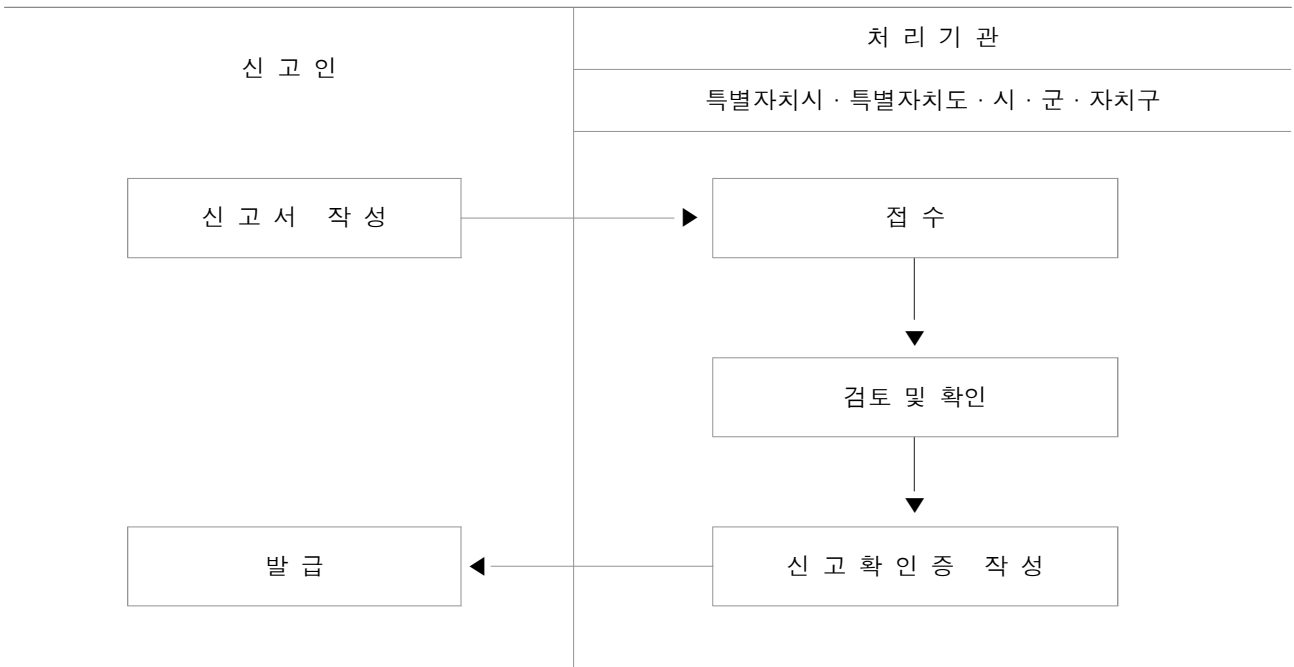 신 고 인
처 리 기 관
특별자치시 · 특별자치도 · 시 · 군 · 자치구
신 고 서 작 성
접 수
검토 및 확인
발 급
신 고 확 인 증 작 성